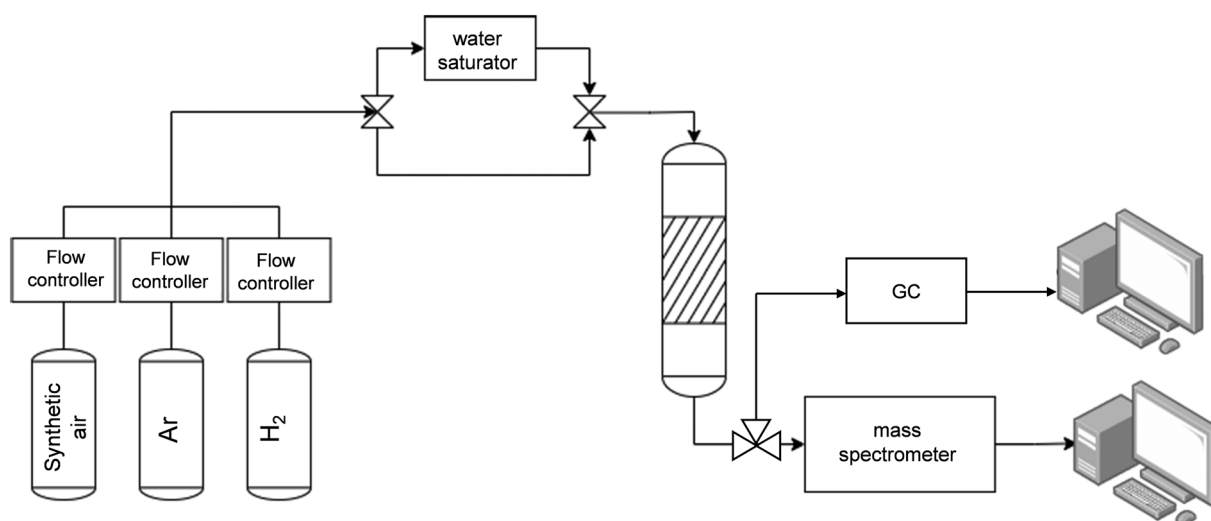 water
saturator
Flow
controller
Flow
controller
Flow
controller
Synthetic
air
Ar
H₂
GC
mass
spectrometer